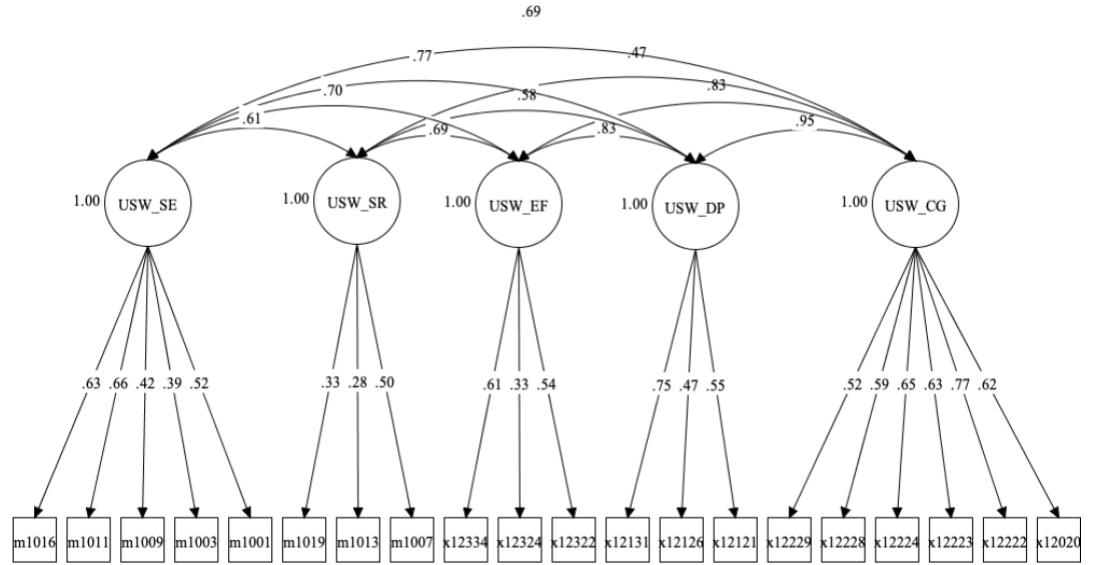 .69
.77 .47
.70 .58 .83
.61 .69 .83 .95
1.00 USW_SE 1.00 USW_SR 1.00 USW_EF 1.00 USW_DP 1.00 USW_CG
.63 .66 .42 .39 .52 .33 .28 .50 .61 .33 .54 .75 .47 .55 .52 .59 .65 .63 .77 .62
m1016 m1011 m1009 m1003 m1001 m1019 m1013 m1007 x12334 x12324 x12322 x12131 x12126 x12121 x12229 x12228 x12224 x12223 x12222 x12020